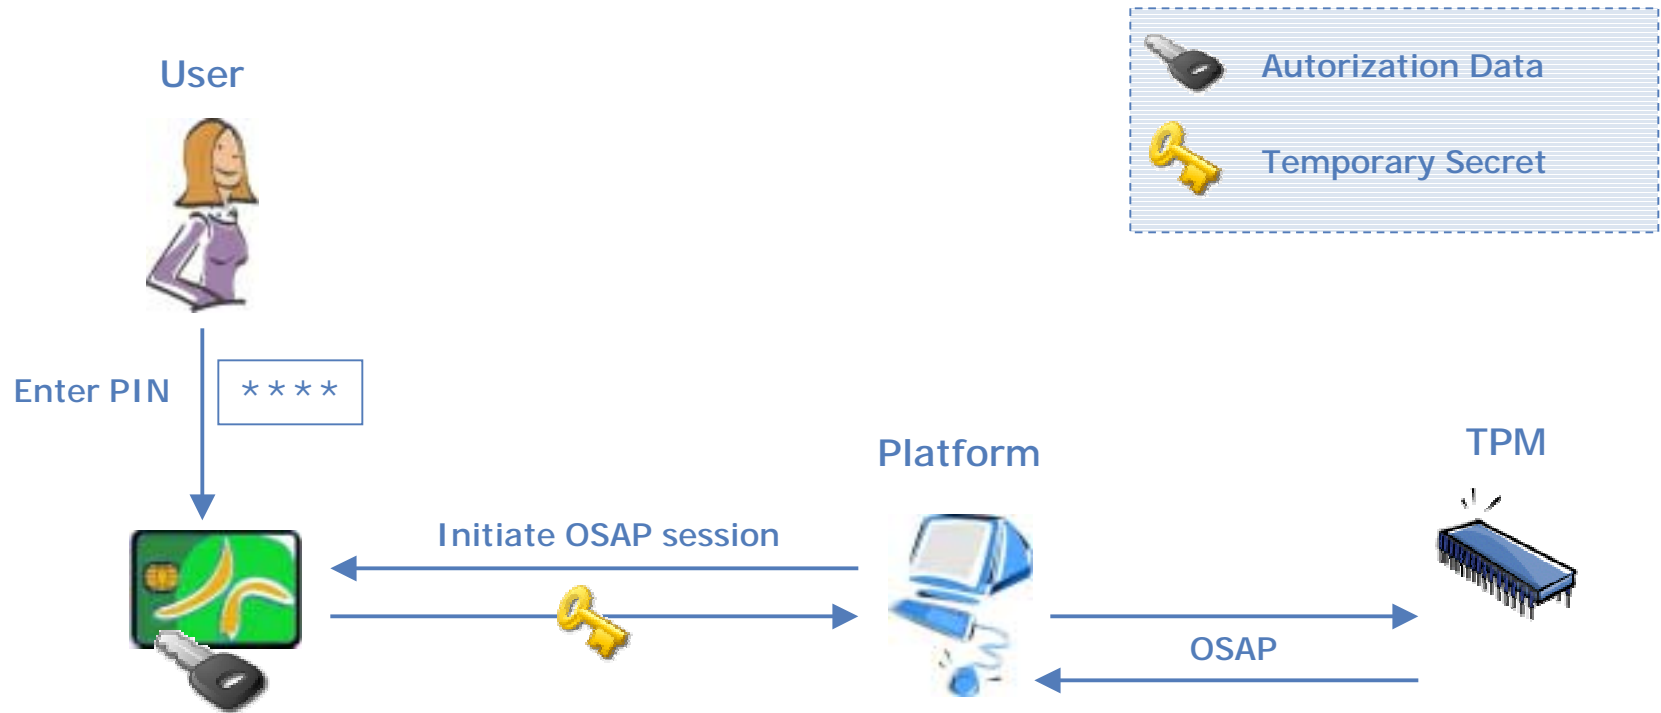 User
Autorization Data
Temporary Secret
Enter PIN
****
Platform
TPM
Initiate OSAP session
OSAP